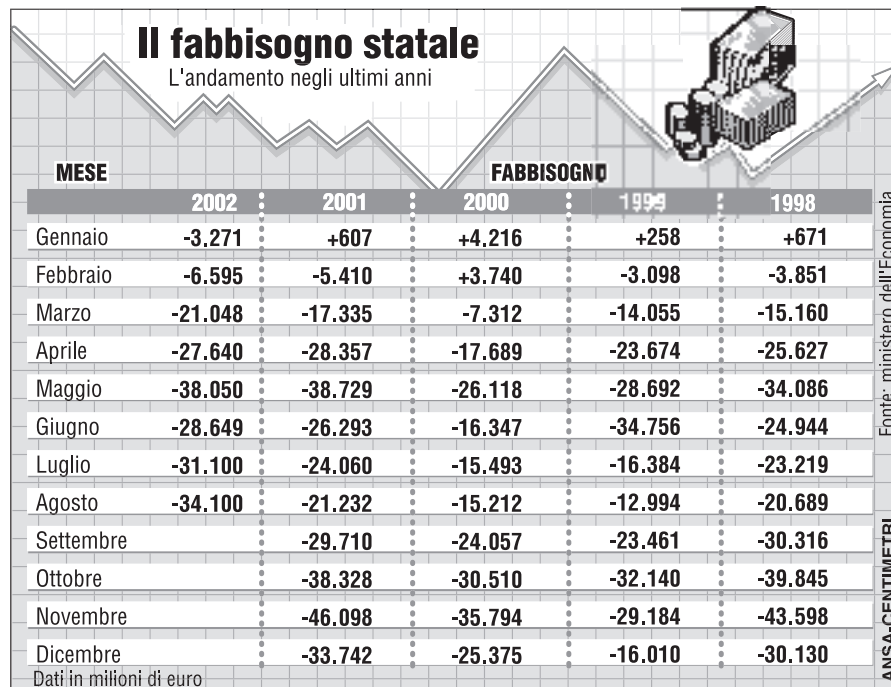 Il fabbisogno statale
L'andamento negli ultimi anni
MESE FABBISOGNO
2002 2001 2000 1999 1998
Gennaio -3.271 +607 +4.216 +258 +671
Febbraio -6.595 -5.410 +3.740 -3.098 -3.851
Marzo -21.048 -17.335 -7.312 -14.055 -15.160
Aprile -27.640 -28.357 -17.689 -23.674 -25.627
Maggio -38.050 -38.729 -26.118 -28.692 -34.086
Giugno -28.649 -26.293 -16.347 -34.756 -24.944
Luglio -31.100 -24.060 -15.493 -16.384 -23.219
Agosto -34.100 -21.232 -15.212 -12.994 -20.689
Settembre -29.710 -24.057 -23.461 -30.316
Ottobre -38.328 -30.510 -32.140 -39.845
Novembre -46.098 -35.794 -29.184 -43.598
Dicembre -33.742 -25.375 -16.010 -30.130
Dati in milioni di euro
Fonte: ministero dell'Economia
ANSA-CENTIMETRI